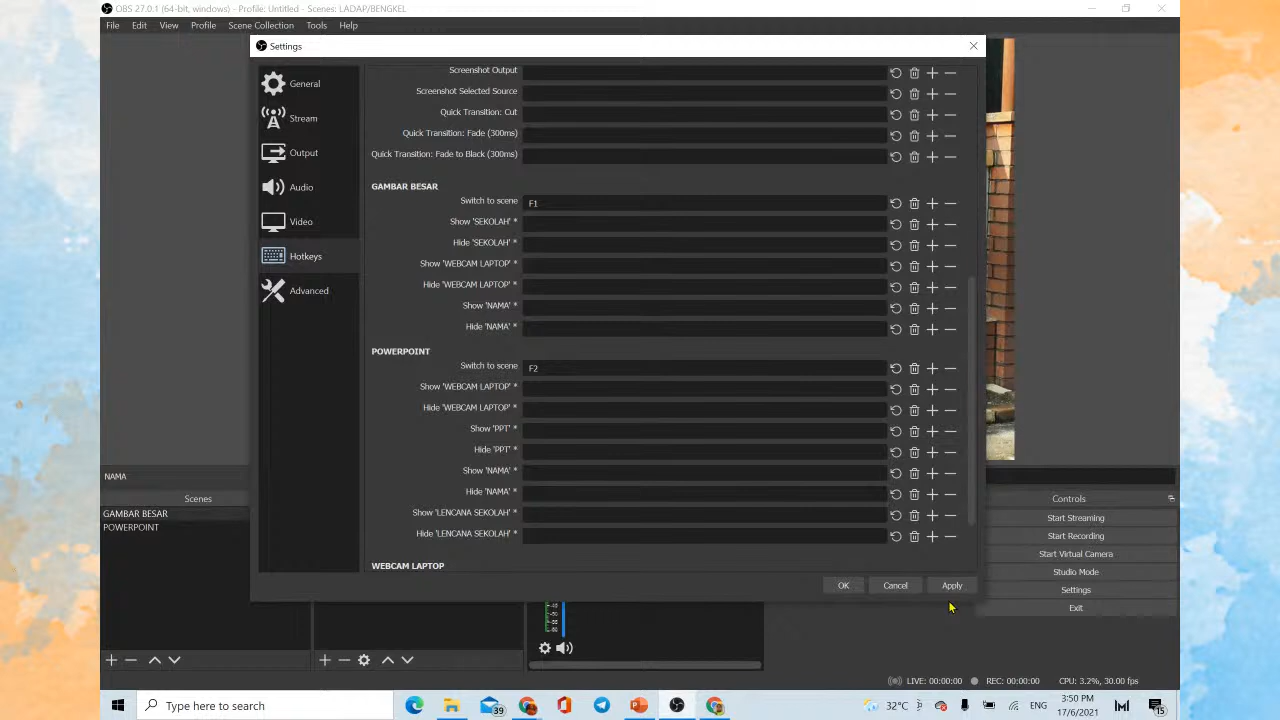 OBS 27.0.1 (64-bit, windows) - Profile: Untitled - Scenes: LADAP/BENGKEL
File Edit View Profile Scene Collection Tools Help
Settings
General
Stream
Output
Audio
Video
Hotkeys
Advanced
Screenshot Output
Screenshot Selected Source
Quick Transition: Cut
Quick Transition: Fade (300ms)
Quick Transition: Fade to Black (300ms)
GAMBAR BESAR
Switch to scene F1
Show 'SEKOLAH' *
Hide 'SEKOLAH' *
Show 'WEBCAM LAPTOP' *
Hide 'WEBCAM LAPTOP' *
Show 'NAMA' *
Hide 'NAMA' *
POWERPOINT
Switch to scene F2
Show 'WEBCAM LAPTOP' *
Hide 'WEBCAM LAPTOP' *
Show 'PPT' *
Hide 'PPT' *
Show 'NAMA' *
Hide 'NAMA' *
Show 'LENCANA SEKOLAH' *
Hide 'LENCANA SEKOLAH' *
WEBCAM LAPTOP
OK Cancel Apply
NAMA
Scenes
GAMBAR BESAR
POWERPOINT
Controls
Start Streaming
Start Recording
Start Virtual Camera
Studio Mode
Settings
Exit
LIVE: 00:00:00 REC: 00:00:00 CPU: 3.2%, 30.00 fps
Type here to search
39
32°C
ENG
3:50 PM
17/6/2021
15